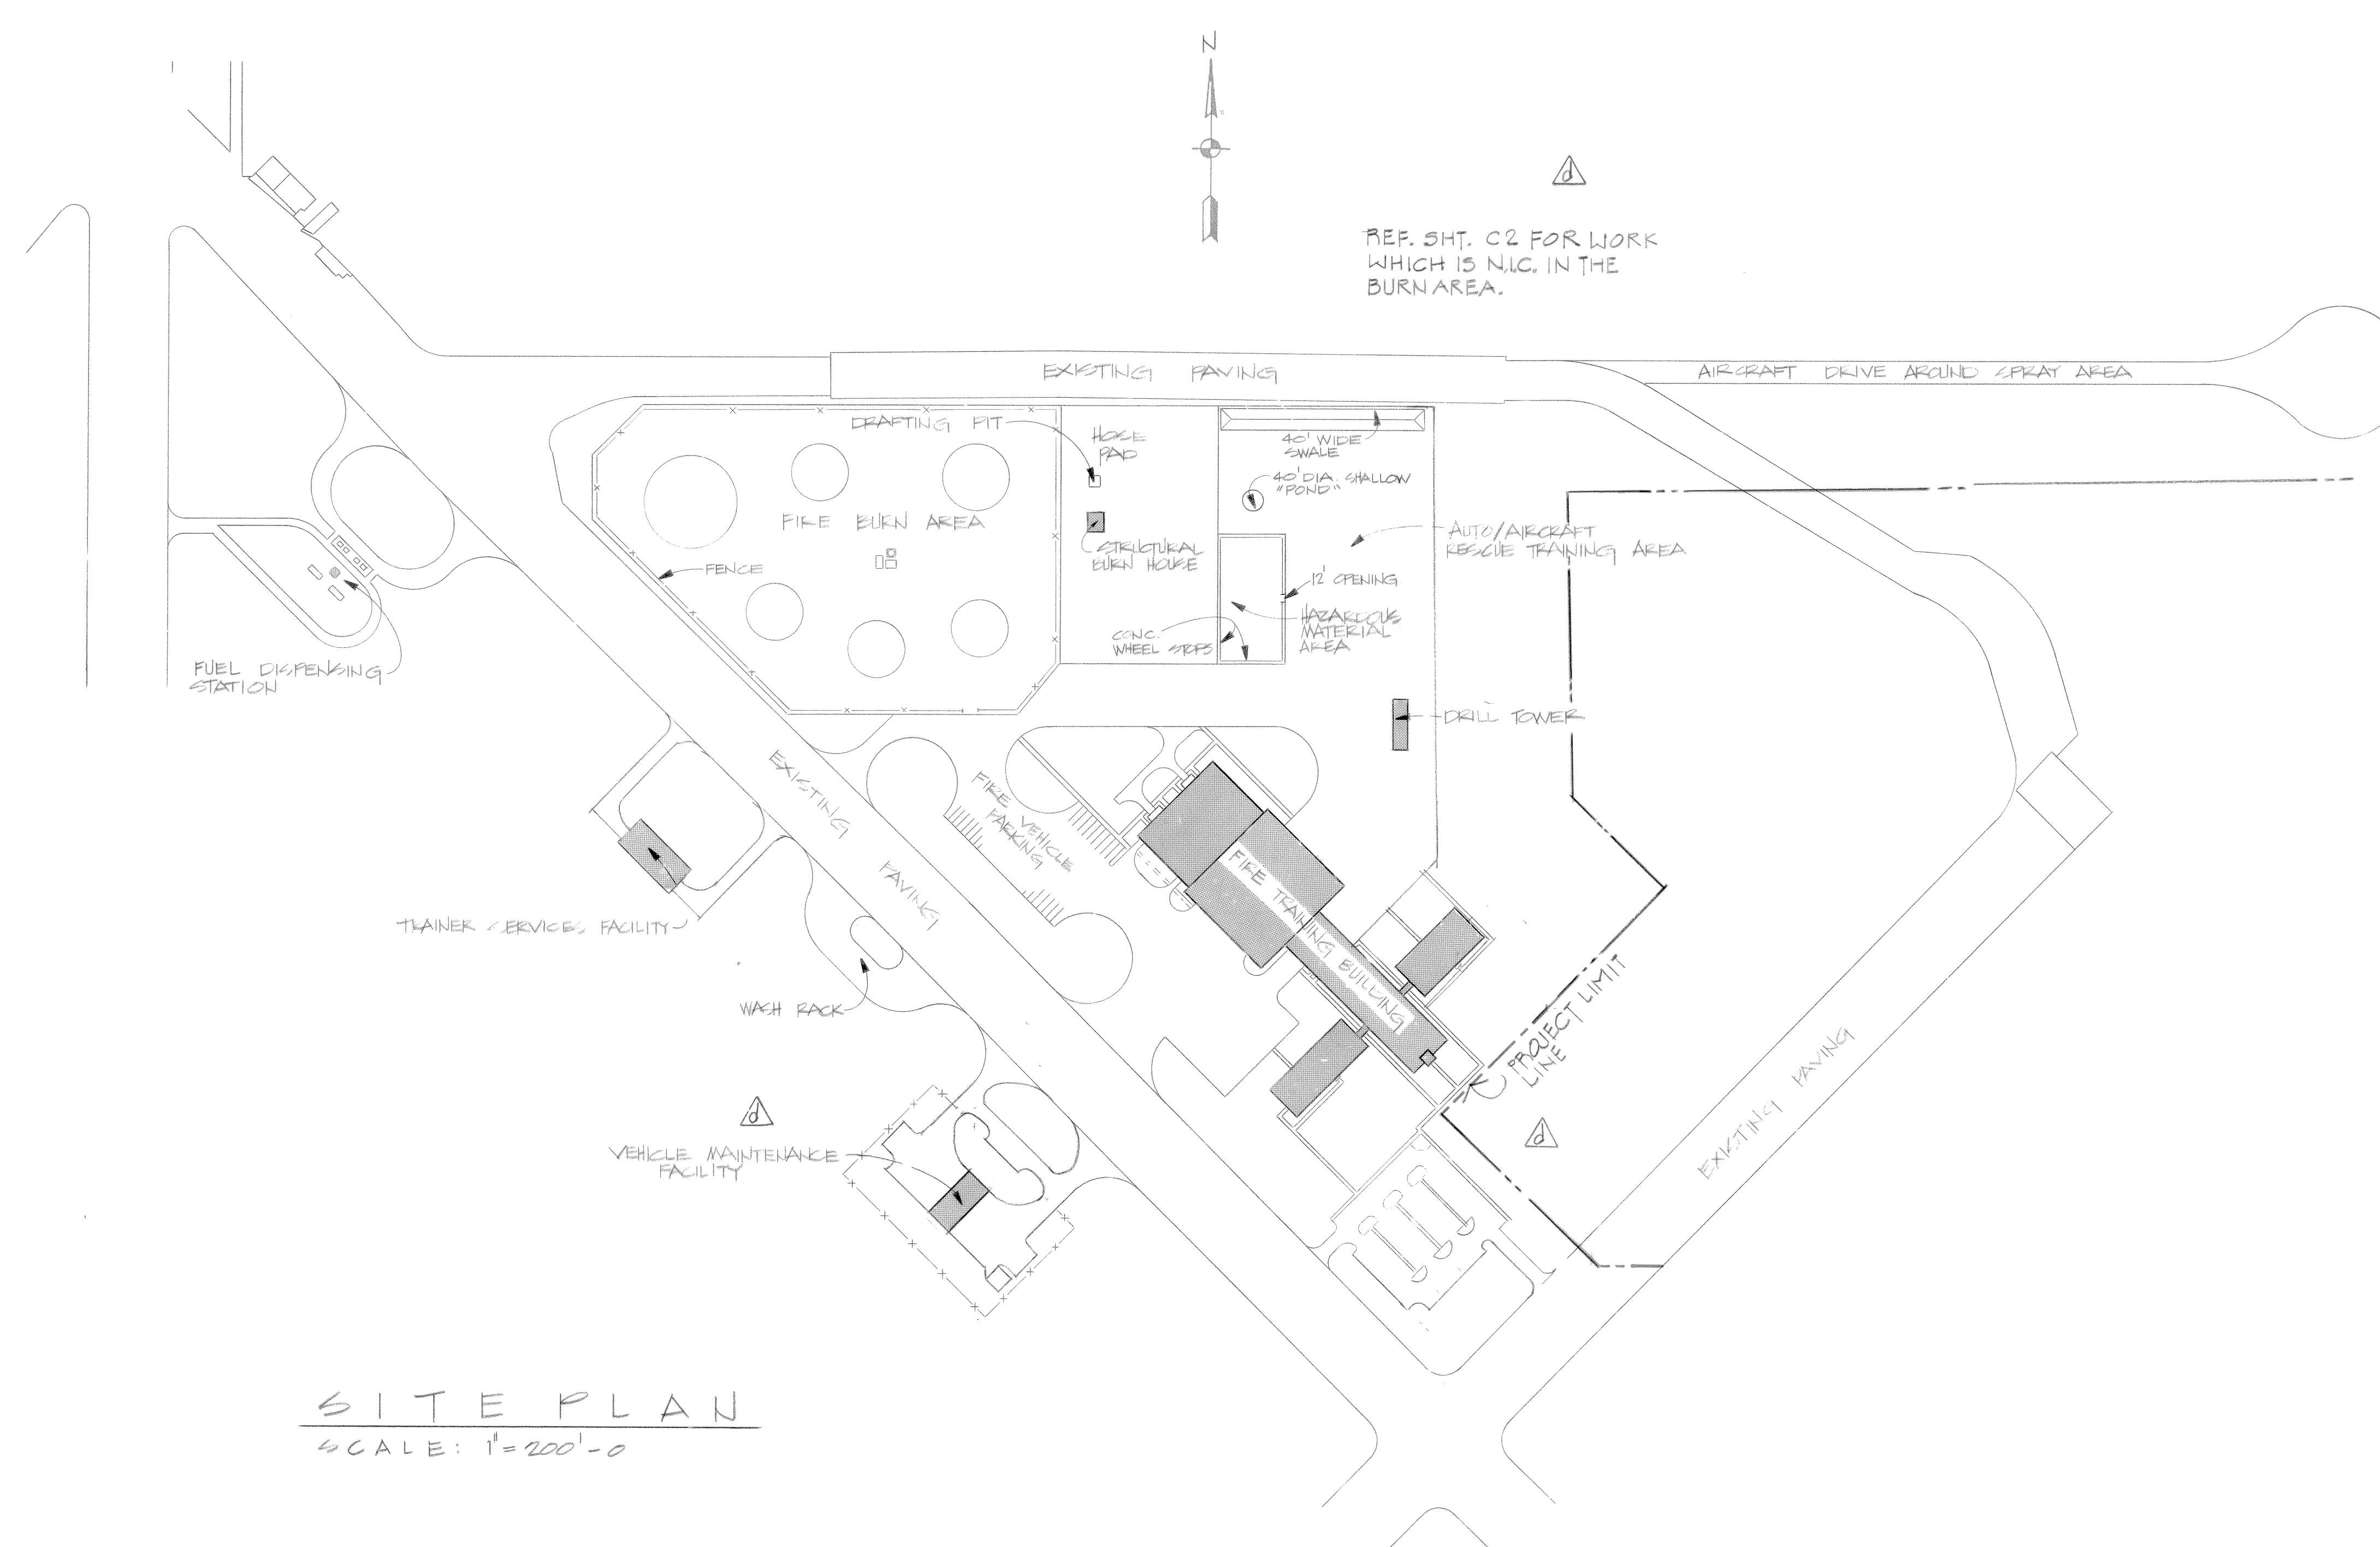 N
d
REF. SHT. C2 FOR WORK
WHICH IS N.I.C. IN THE
BURN AREA.
EXISTING PAVING
AIRCRAFT DRIVE AROUND SPRAY AREA
DRAFTING PIT
HOSE
PAD
40' WIDE
SWALE
40' DIA. SHALLOW
"POND"
FIRE BURN AREA
STRUCTURAL
BURN HOUSE
AUTO/AIRCRAFT
RESCUE TRAINING AREA
FENCE
12' OPENING
HAZARDOUS
MATERIAL
AREA
CONC.
WHEEL STOPS
FUEL DISPENSING
STATION
DRILL TOWER
EXISTING PAVING
FIRE VEHICLE
PARKING
FIRE TRAINING BUILDING
TRAINER SERVICES FACILITY
WASH RACK
PROJECT LIMIT
LINE
EXISTING PAVING
d
d
VEHICLE MAINTENANCE
FACILITY
SITE PLAN
SCALE: 1"=200'-0